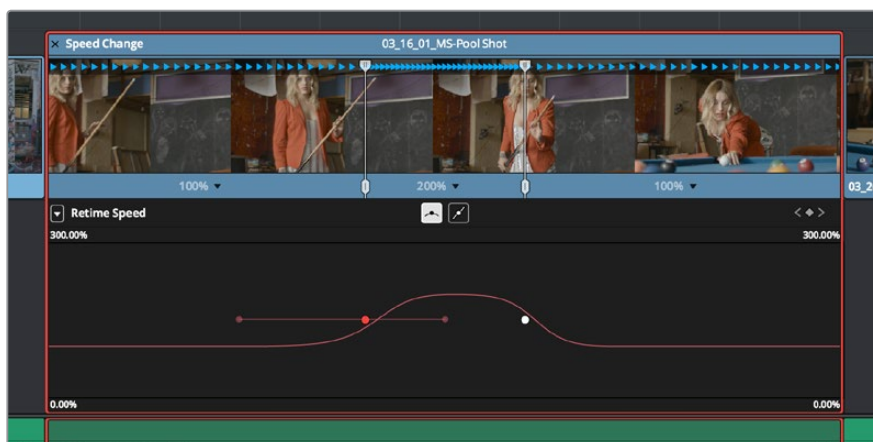 × Speed Change 03_16_01_MS-Pool Shot
100% 200% 100%
03_2
Retime Speed
300.00% 300.00%
0.00% 0.00%